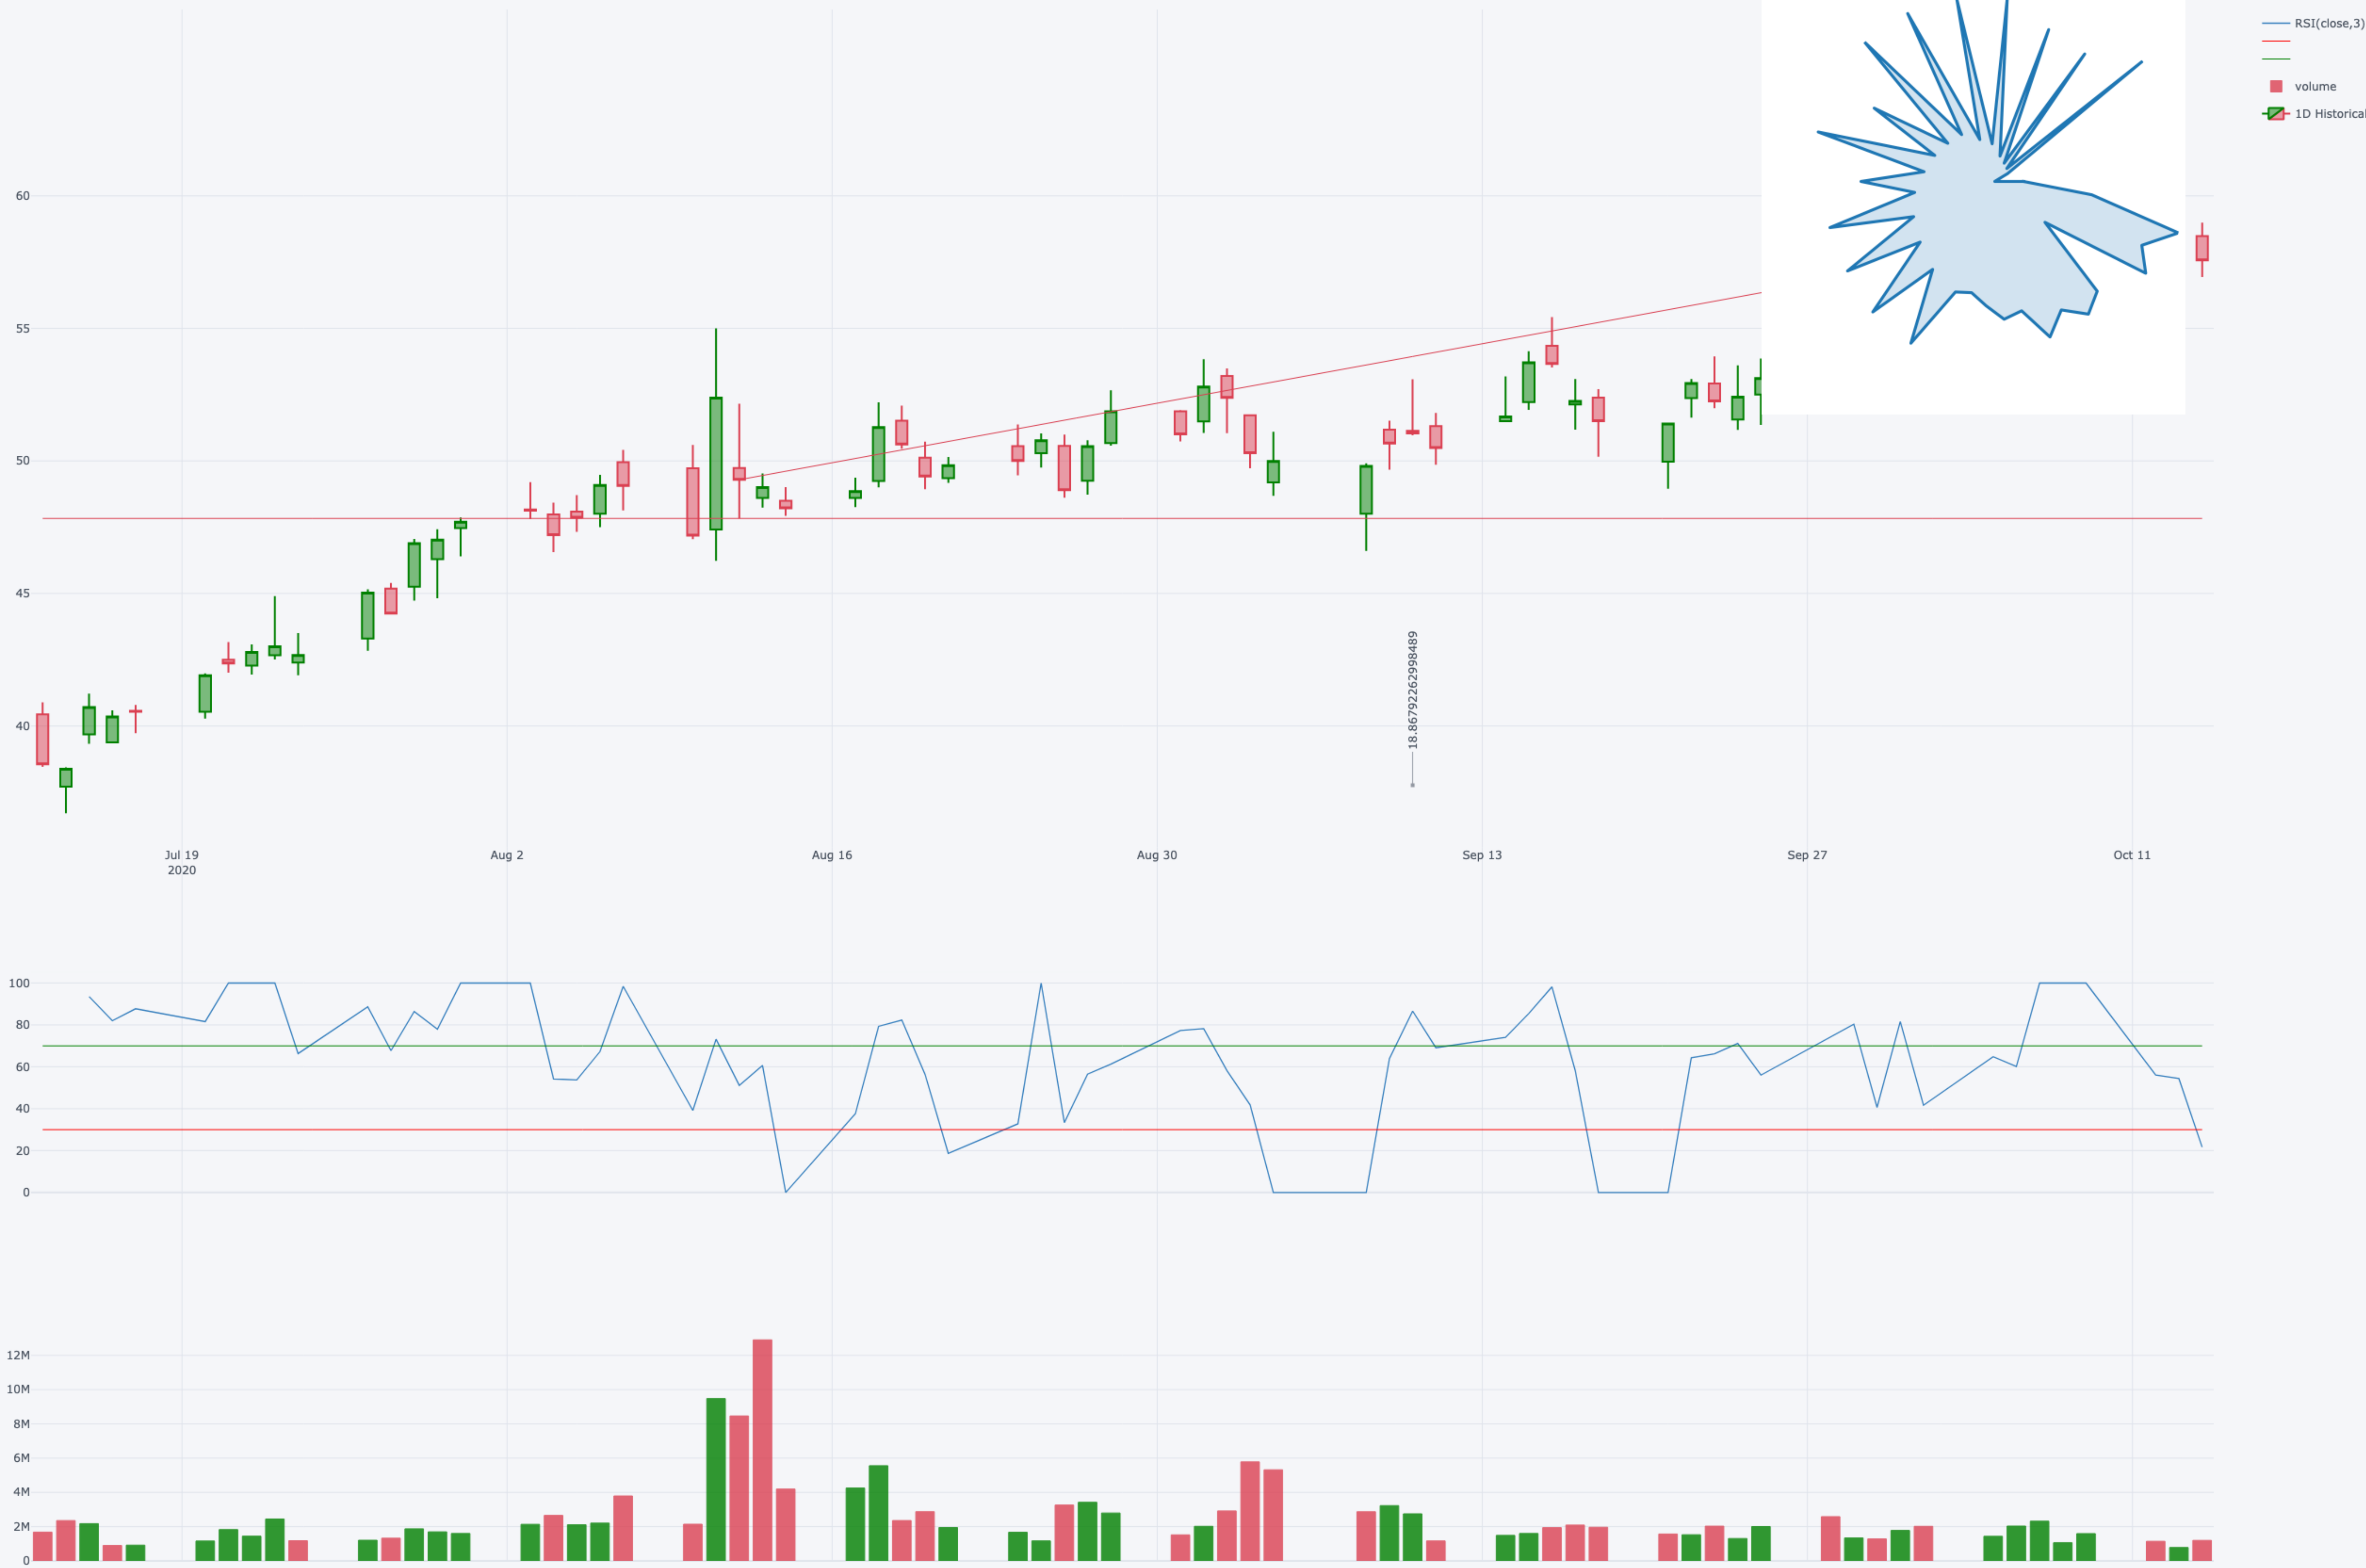 RSI(close,3)
volume
1D Historical
60
55
50
45
40
18.867922262998489
Jul 19
2020
Aug 2
Aug 16
Aug 30
Sep 13
Sep 27
Oct 11
100
80
60
40
20
0
12M
10M
8M
6M
4M
2M
0